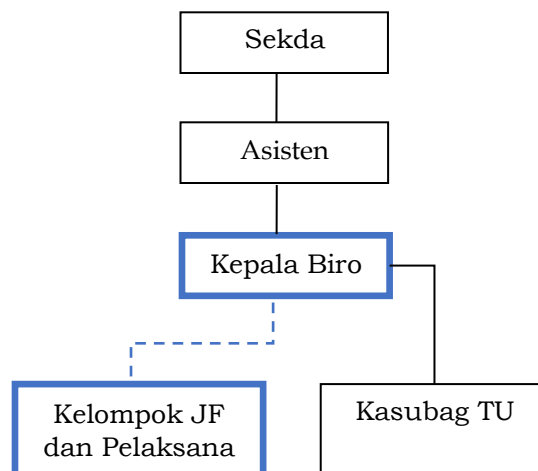 Sekda
Asisten
Kepala Biro
Kelompok JF
dan Pelaksana
Kasubag TU